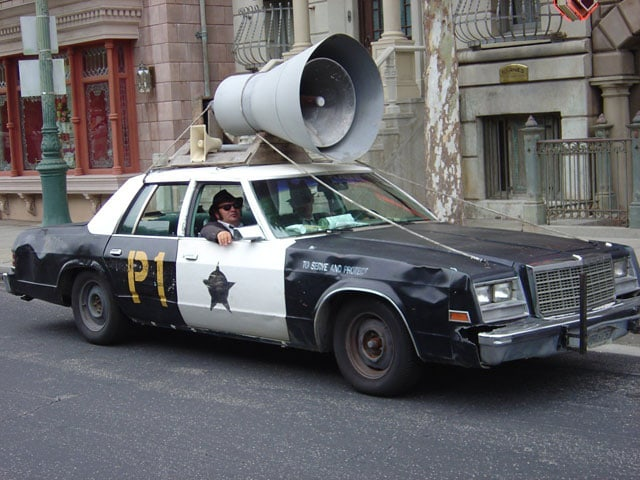 P1
TO SERVE AND PROTECT